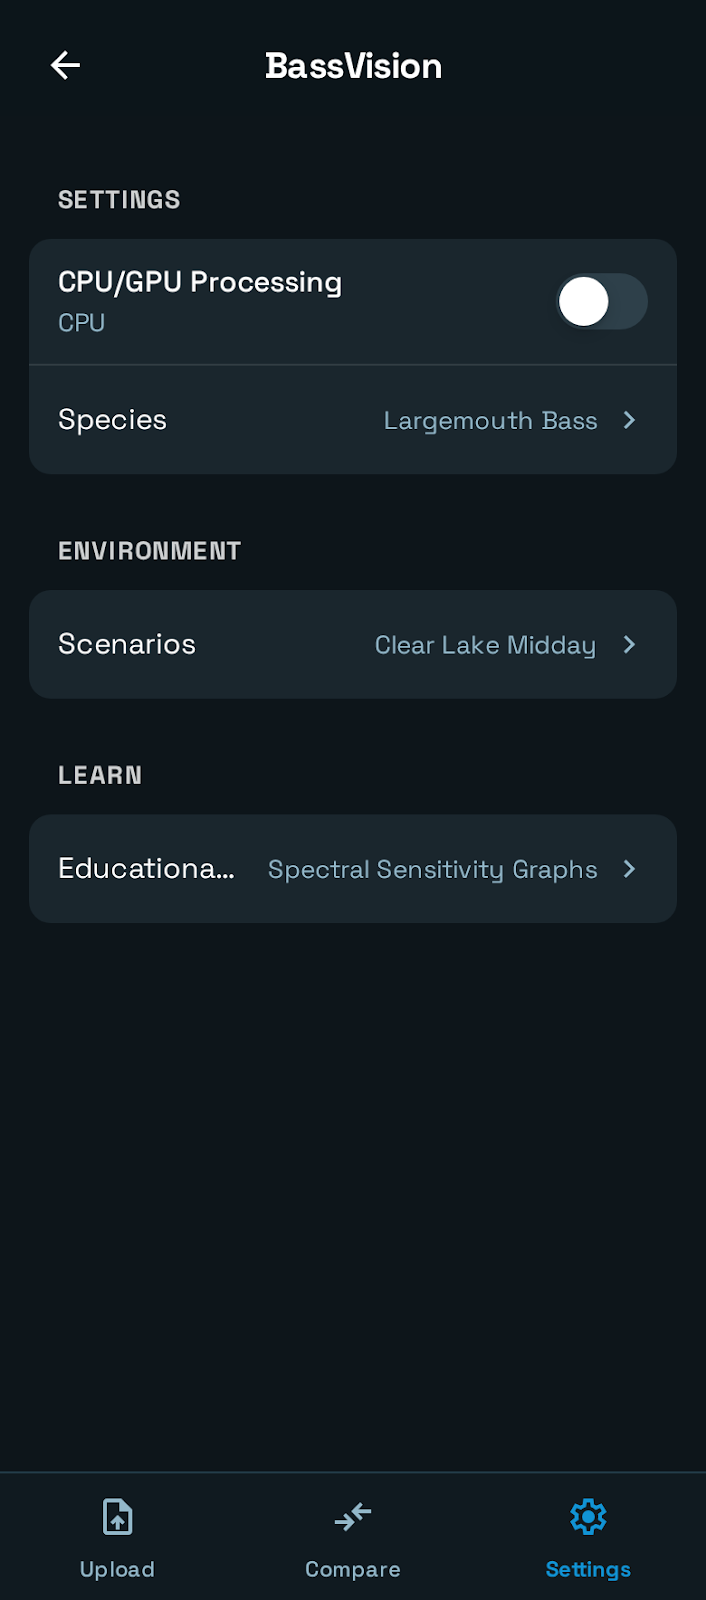 BassVision
SETTINGS
CPU/GPU Processing
CPU
Species
Largemouth Bass
ENVIRONMENT
Scenarios
Clear Lake Midday
LEARN
Educationa...
Spectral Sensitivity Graphs
Upload
Compare
Settings